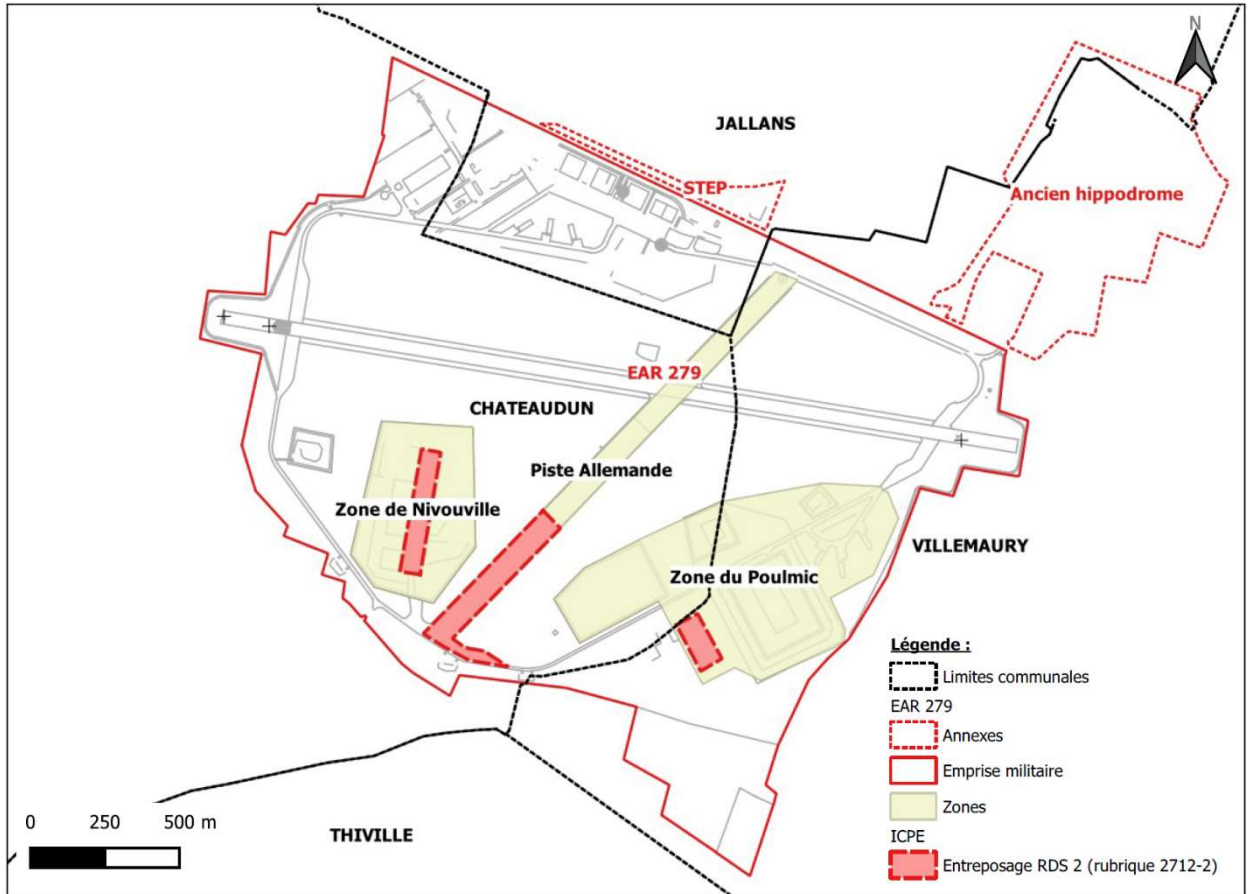 N
JALLANS
STEP
Ancien hippodrome
EAR 279
CHATEAUDUN
Piste Allemande
Zone de Nivouville
VILLEMAURY
Zone du Poulmic
Légende :
Limites communales
EAR 279
Annexes
Emprise militaire
Zones
ICPE
Entreposage RDS 2 (rubrique 2712-2)
0 250 500 m
THIVILLE